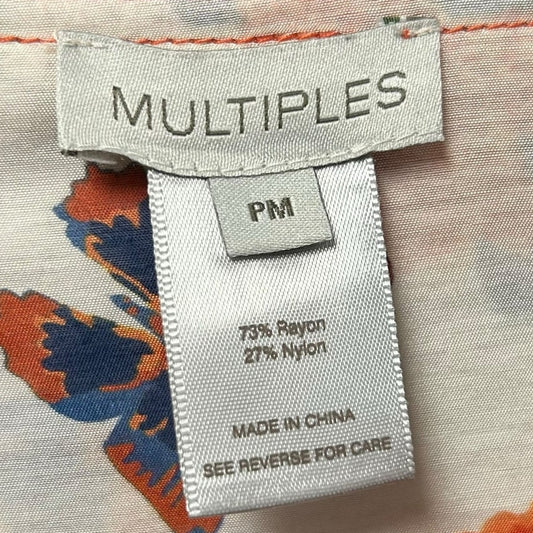 MULTIPLES
PM
73% Rayon
27% Nylon
MADE IN CHINA
SEE REVERSE FOR CARE